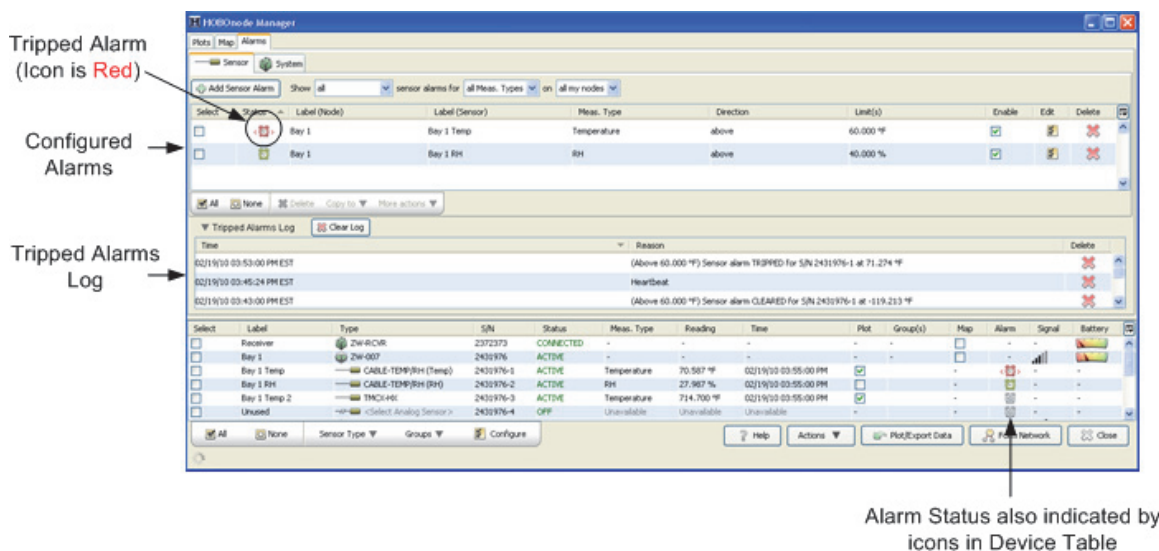 HOBOnode Manager
Plots Map Alarms
Sensor System
Add Sensor Alarm Show all sensor alarms for all Meas. Types on all my nodes
Select Status Label (Node) Label (Sensor) Meas. Type Direction Limit(s) Enable Edit Delete
Bay 1 Bay 1 Temp Temperature above 60.000 °F
Bay 1 Bay 1 RH RH above 40.000 %
All None Delete Copy to More actions
Tripped Alarms Log Clear Log
Time Reason Delete
02/19/10 03:53:00 PM EST (Above 60.000 °F) Sensor alarm TRIPPED for S/N 2431976-1 at 71.274 °F
02/19/10 03:45:24 PM EST Heartbeat
02/19/10 03:43:00 PM EST (Above 60.000 °F) Sensor alarm CLEARED for S/N 2431976-1 at -119.213 °F
Select Label Type S/N Status Meas. Type Reading Time Plot Group(s) Map Alarm Signal Battery
Receiver ZW-RCVR 2372373 CONNECTED - - - - - - -
Bay 1 ZW-007 2431976 ACTIVE - - - - - -
Bay 1 Temp CABLE-TEMP/RH (Temp) 2431976-1 ACTIVE Temperature 70.587 °F 02/19/10 03:55:00 PM - - -
Bay 1 RH CABLE-TEMP/RH (RH) 2431976-2 ACTIVE RH 27.987 % 02/19/10 03:55:00 PM - - -
Bay 1 Temp 2 TMCX-HX 2431976-3 ACTIVE Temperature 714.700 °F 02/19/10 03:55:00 PM - - -
Unused <Select Analog Sensor> 2431976-4 OFF Unavailable Unavailable Unavailable - -
All None Sensor Type Groups Configure Help Actions Plot/Export Data Network Close
Tripped Alarm
(Icon is Red)
Configured
Alarms
Tripped Alarms
Log
Alarm Status also indicated by
icons in Device Table